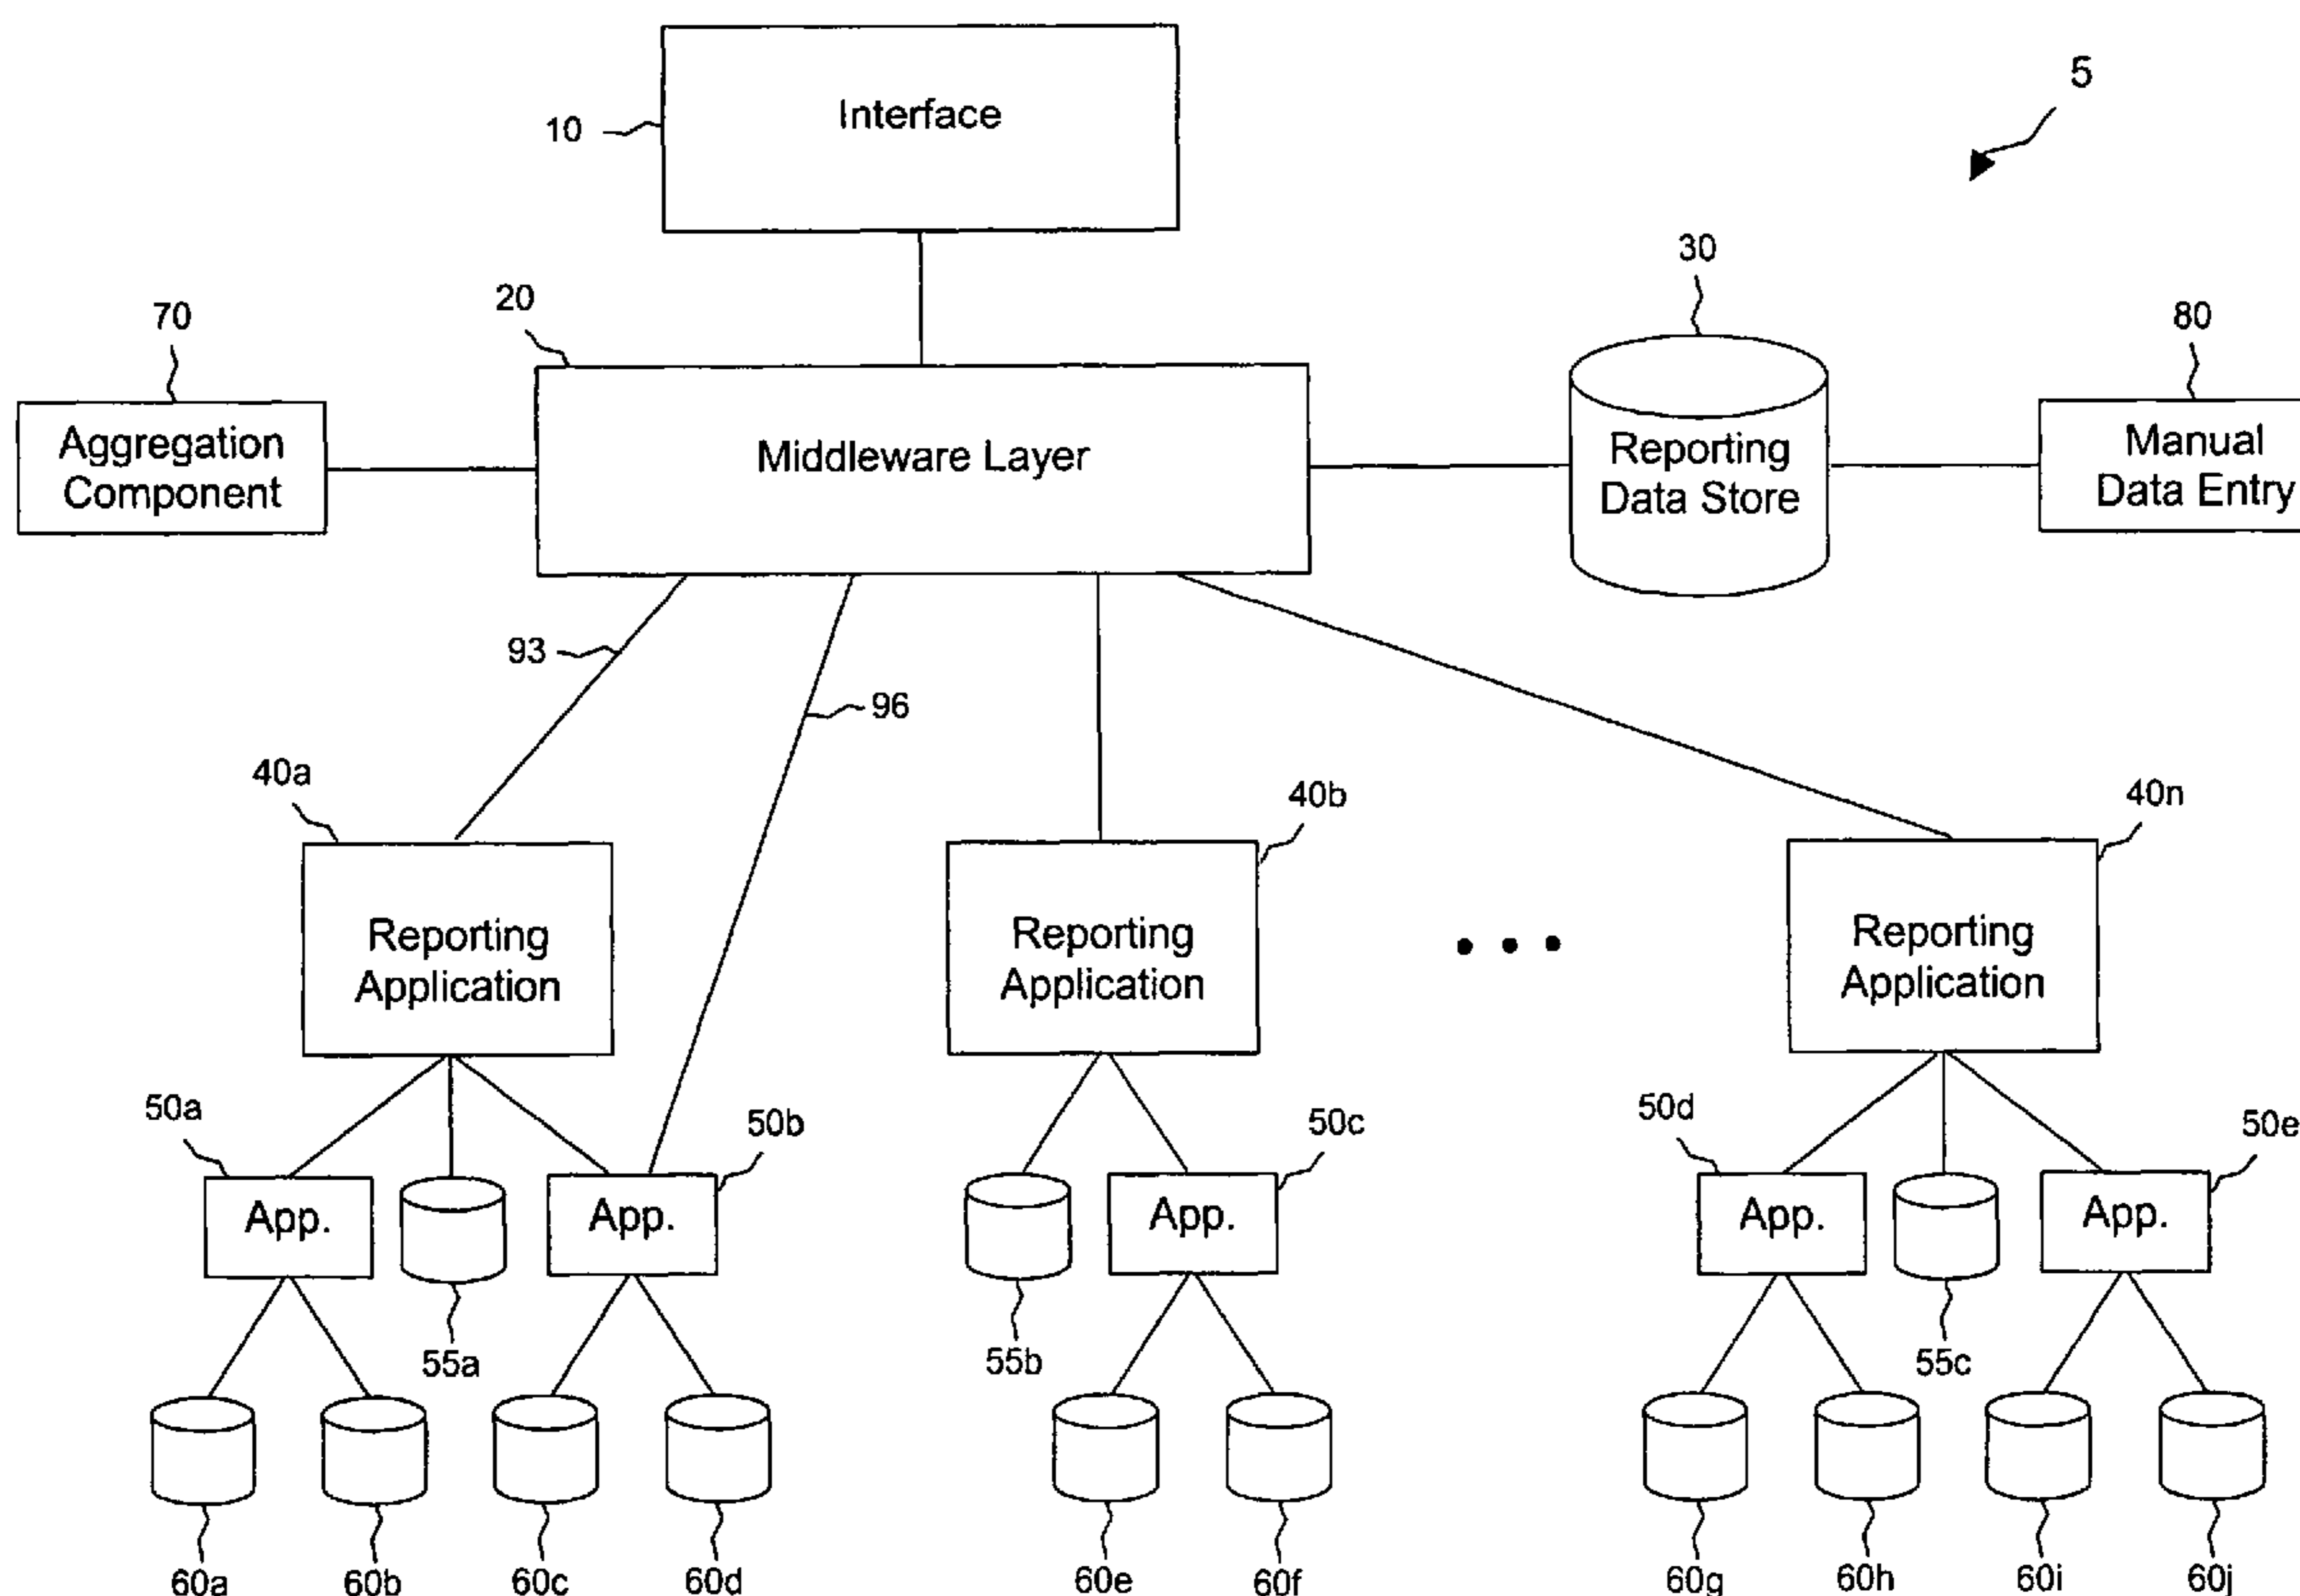 5
Interface
10
30
20
70
80
Aggregation
Component
Middleware Layer
Reporting
Data Store
Manual
Data Entry
93
96
40a
40b
40n
Reporting
Application
Reporting
Application
Reporting
Application
50a
50b
50c
50d
50e
App.
App.
App.
App.
App.
55a
55b
55c
60a
60b
60c
60d
60e
60f
60g
60h
60i
60j